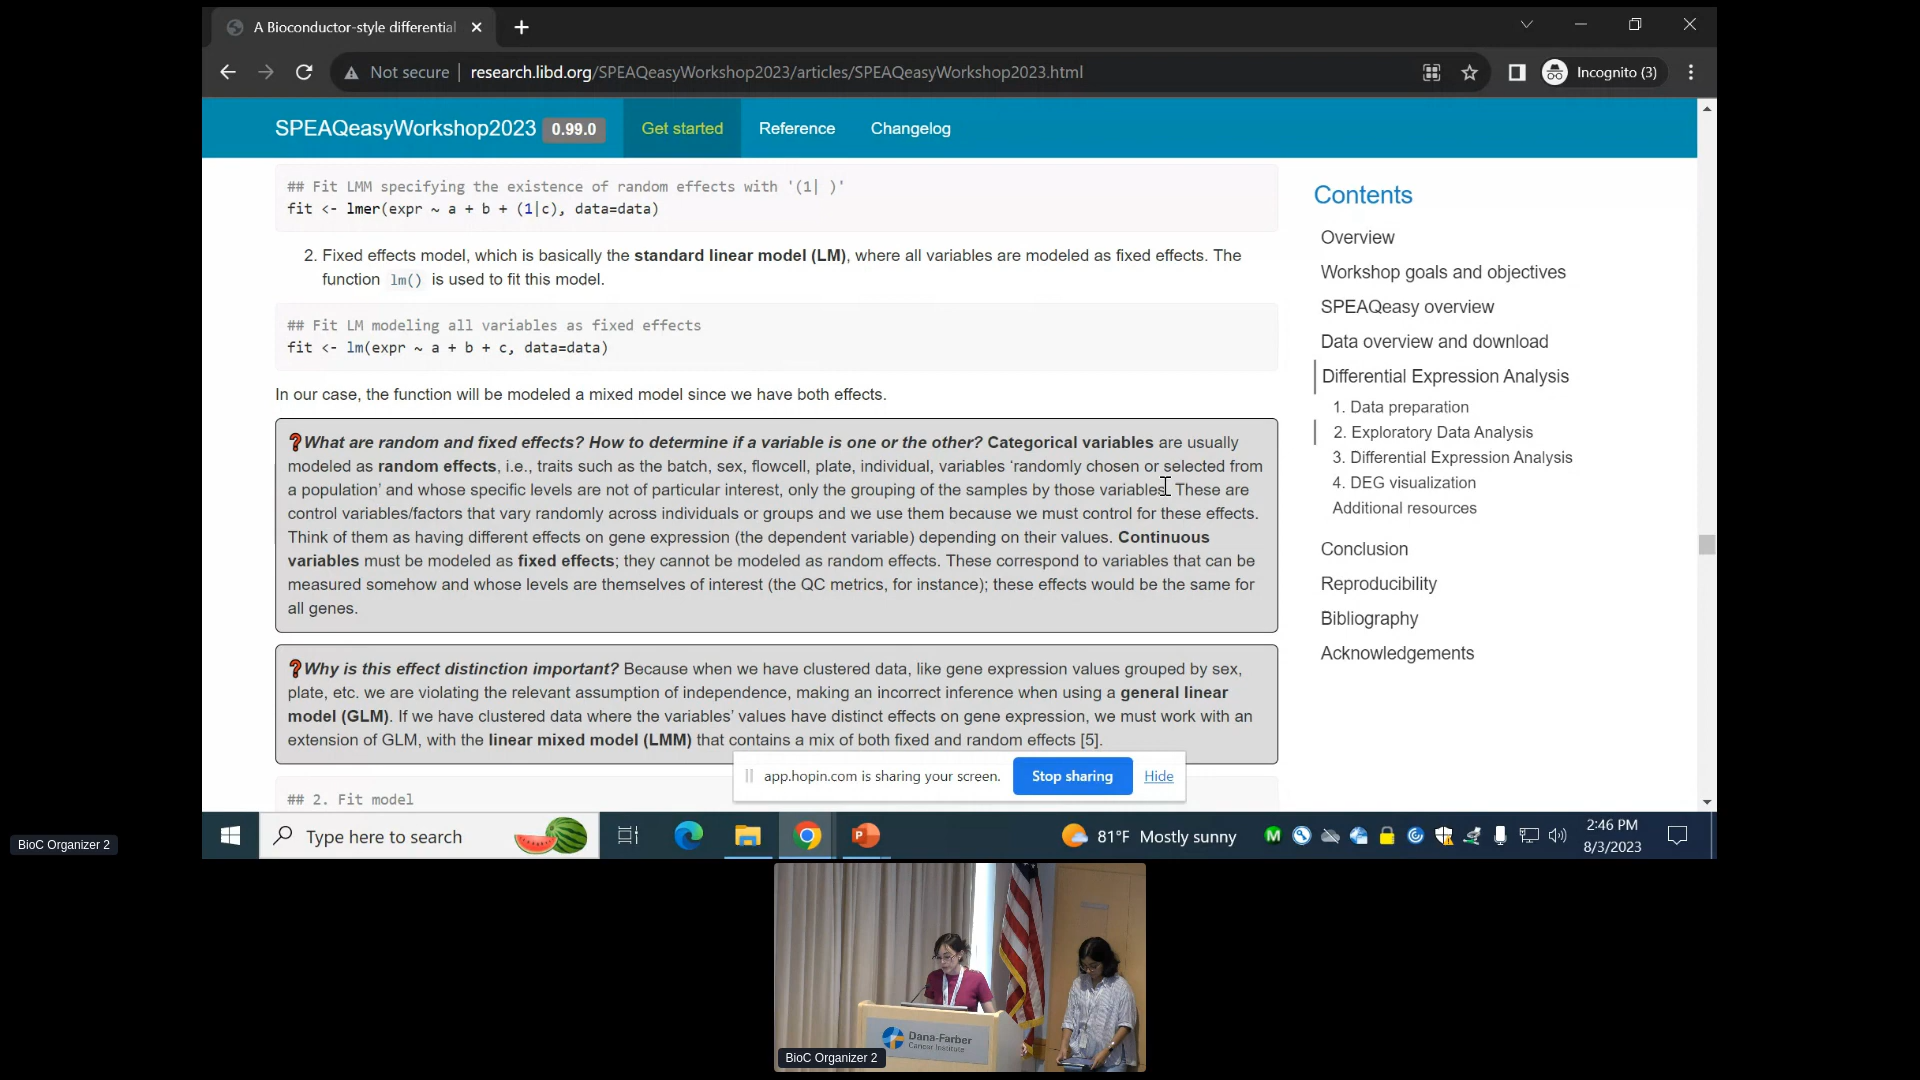 A Bioconductor-style differential
Not secure
research.libd.org/SPEAQeasyWorkshop2023/articles/SPEAQeasyWorkshop2023.html
Incognito (3)
SPEAQeasyWorkshop2023
0.99.0
Get started
Reference
Changelog
## Fit LMM specifying the existence of random effects with '(1| )'
fit <- lmer(expr ~ a + b + (1|c), data=data)
2. Fixed effects model, which is basically the standard linear model (LM), where all variables are modeled as fixed effects. The
function lm() is used to fit this model.
## Fit LM modeling all variables as fixed effects
fit <- lm(expr ~ a + b + c, data=data)
In our case, the function will be modeled a mixed model since we have both effects.
❓What are random and fixed effects? How to determine if a variable is one or the other? Categorical variables are usually
modeled as random effects, i.e., traits such as the batch, sex, flowcell, plate, individual, variables ‘randomly chosen or selected from
a population’ and whose specific levels are not of particular interest, only the grouping of the samples by those variables. These are
control variables/factors that vary randomly across individuals or groups and we use them because we must control for these effects.
Think of them as having different effects on gene expression (the dependent variable) depending on their values. Continuous
variables must be modeled as fixed effects; they cannot be modeled as random effects. These correspond to variables that can be
measured somehow and whose levels are themselves of interest (the QC metrics, for instance); these effects would be the same for
all genes.
❓Why is this effect distinction important? Because when we have clustered data, like gene expression values grouped by sex,
plate, etc. we are violating the relevant assumption of independence, making an incorrect inference when using a general linear
model (GLM). If we have clustered data where the variables’ values have distinct effects on gene expression, we must work with an
extension of GLM, with the linear mixed model (LMM) that contains a mix of both fixed and random effects [5].
## 2. Fit model
Contents
Overview
Workshop goals and objectives
SPEAQeasy overview
Data overview and download
Differential Expression Analysis
1. Data preparation
2. Exploratory Data Analysis
3. Differential Expression Analysis
4. DEG visualization
Additional resources
Conclusion
Reproducibility
Bibliography
Acknowledgements
app.hopin.com is sharing your screen.
Stop sharing
Hide
Type here to search
81°F Mostly sunny
2:46 PM
8/3/2023
BioC Organizer 2
Dana-Farber
Cancer Institute
BioC Organizer 2